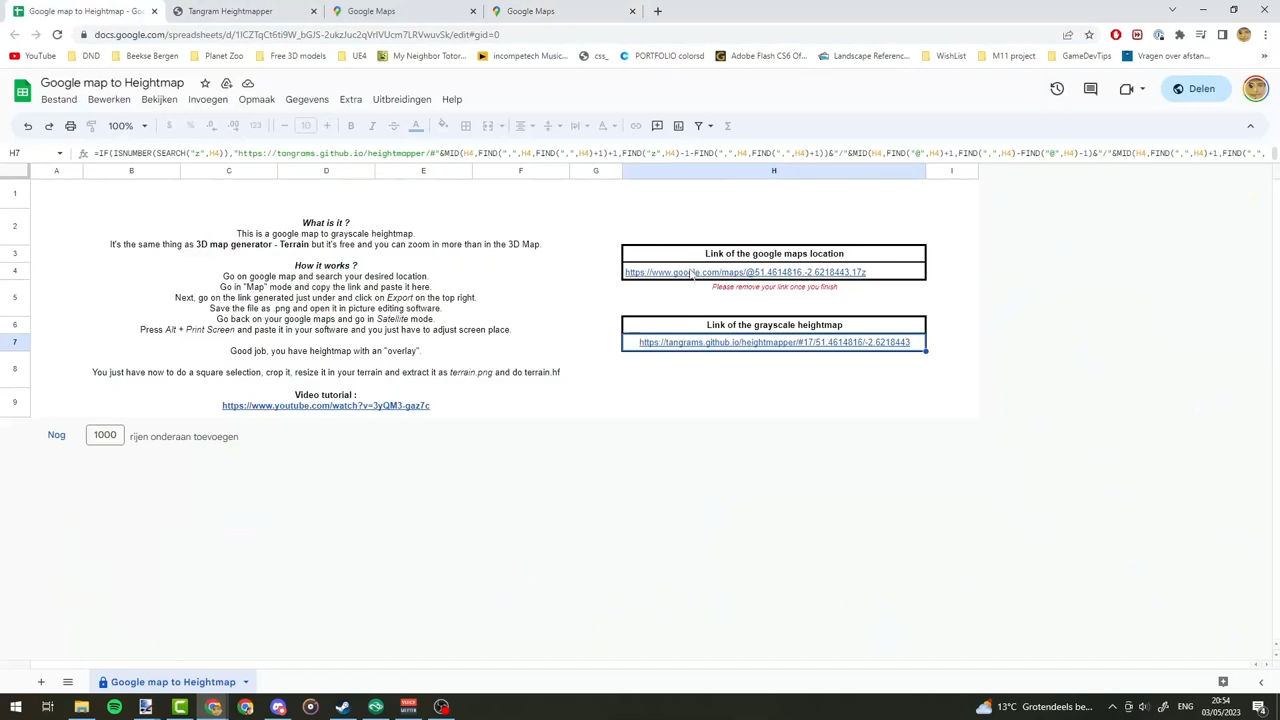 Google map to Heightmap - Goo
Tangram Heightmapper
Google Maps
Google Maps
docs.google.com/spreadsheets/d/1ICZTqCt6ti9W_bGJS-2ukzJuc2qVrIVUcm7LRVwuvSk/edit#gid=0
YouTube
DND
Beekse Bergen
Planet Zoo
Free 3D models
UE4
My Neighbor Totor...
incompetech Music...
css_
PORTFOLIO colorsd
Adobe Flash CS6 Of...
Landscape Referenc...
WishList
M11 project
GameDevTips
Vragen over afstan...
Google map to Heightmap
Bestand Bewerken Bekijken Invoegen Opmaak Gegevens Extra Uitbreidingen Help
Delen
100% $ % .0 .00 123 10 B I S A
H7
=IF(ISNUMBER(SEARCH("z",H4)),"https://tangrams.github.io/heightmapper/#"&MID(H4,FIND(",",H4,FIND(",",H4)+1)+1,FIND("z",H4)-1-FIND(",",H4,FIND(",",H4)+1))&"/"&MID(H4,FIND("@",H4)+1,FIND(",",H4)-FIND("@",H4)-1)&"/"&MID(H4,FIND(",",H4)+1,FIND(",",
A B C D E F G H I
1
2
3
4
5
6
7
8
9
What is it ?
This is a google map to grayscale heightmap.
It's the same thing as 3D map generator - Terrain but it's free and you can zoom in more than in the 3D Map.
How it works ?
Go on google map and search your desired location.
Go in "Map" mode and copy the link and paste it here.
Next, go on the link generated just under and click on Export on the top right.
Save the file as .png and open it in picture editing software.
Go back on your google maps and go in Satellite mode.
Press Alt + Print Screen and paste it in your software and you just have to adjust screen place.
Good job, you have heightmap with an "overlay".
You just have now to do a square selection, crop it, resize it in your terrain and extract it as terrain.png and do terrain.hf
Video tutorial :
https://www.youtube.com/watch?v=3yQM3-gaz7c
Link of the google maps location
https://www.google.com/maps/@51.4614816,-2.6218443,17z
Please remove your link once you finish
Link of the grayscale heightmap
https://tangrams.github.io/heightmapper/#17/51.4614816/-2.6218443
Nog 1000 rijen onderaan toevoegen
Google map to Heightmap
13°C Grotendeels be...
ENG
20:54
03/05/2023